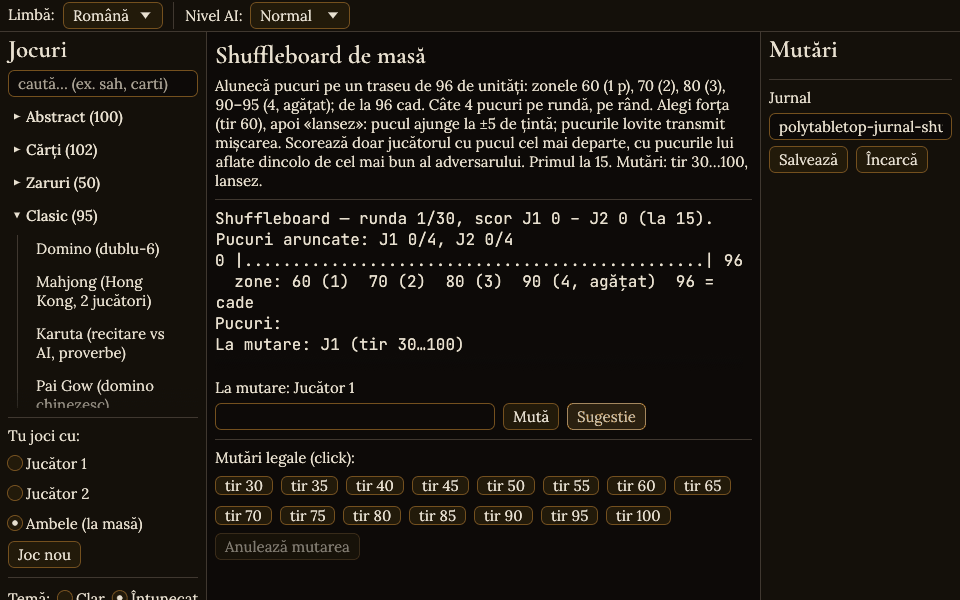 Limbă: Română ▼ Nivel AI: Normal ▼
Jocuri
caută... (ex. sah, carti)
▸ Abstract (100)
▸ Cărți (102)
▸ Zaruri (50)
▾ Clasic (95)
Domino (dublu-6)
Mahjong (Hong
Kong, 2 jucători)
Karuta (recitare vs
AI, proverbe)
Pai Gow (domino
chinezesc)
Tu joci cu:
Jucător 1
Jucător 2
Ambele (la masă)
Joc nou
Temă: Clar Întunecat
Shuffleboard de masă
Alunecă pucuri pe un traseu de 96 de unități: zonele 60 (1 p), 70 (2), 80 (3),
90–95 (4, agățat); de la 96 cad. Câte 4 pucuri pe rundă, pe rând. Alegi forța
(tir 60), apoi «lansez»: pucul ajunge la ±5 de țintă; pucurile lovite transmit
mișcarea. Scorează doar jucătorul cu pucul cel mai departe, cu pucurile lui
aflate dincolo de cel mai bun al adversarului. Primul la 15. Mutări: tir 30…100,
lansez.
Shuffleboard — runda 1/30, scor J1 0 – J2 0 (la 15).
Pucuri aruncate: J1 0/4, J2 0/4
0 |................................................| 96
zone: 60 (1)  70 (2)  80 (3)  90 (4, agățat)  96 =
cade
Pucuri:
La mutare: J1 (tir 30…100)
La mutare: Jucător 1
Mută Sugestie
Mutări legale (click):
tir 30 tir 35 tir 40 tir 45 tir 50 tir 55 tir 60 tir 65
tir 70 tir 75 tir 80 tir 85 tir 90 tir 95 tir 100
Anulează mutarea
Mutări
Jurnal
polytabletop-jurnal-shu
Salvează Încarcă